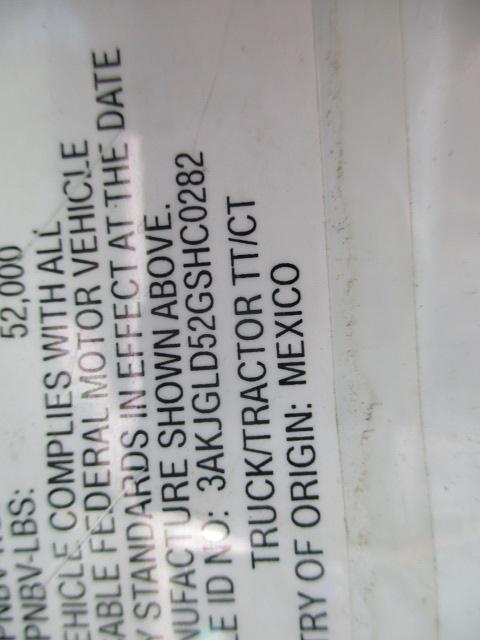 PNBV-LBS: 52,000
EHICLE COMPLIES WITH ALL
ABLE FEDERAL MOTOR VEHICLE
Y STANDARDS IN EFFECT AT THE DATE
NUFACTURE SHOWN ABOVE.
LE ID NO: 3AKJGLD52GSHC0282
TRUCK/TRACTOR TT/CT
TRY OF ORIGIN: MEXICO